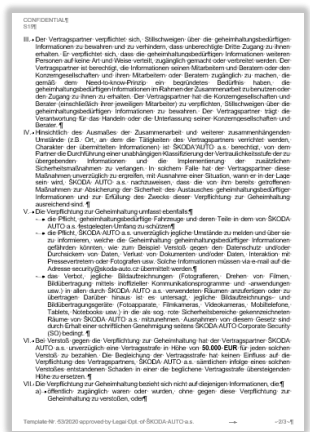 CONFIDENTIAL¶
S19¶
III.→Der Vertragspartner verpflichtet sich, Stillschweigen über die geheimhaltungsbedürftigen
Informationen zu bewahren und zu verhindern, dass unberechtigte Dritte Zugang zu ihnen
erhalten. Er verpflichtet sich, dass die geheimhaltungsbedürftigen Informationen weiteren
Personen auf keine Art und Weise verteilt, zugänglich gemacht oder verbreitet werden. Der
Vertragspartner ist berechtigt, die Informationen seinen Mitarbeitern und Beratern oder den
Konzerngesellschaften und ihren Mitarbeitern oder Beratern zugänglich zu machen, die
gemäß dem Need-to-know-Prinzip ein begründetes Bedürfnis haben, die
geheimhaltungsbedürftigen Informationen im Rahmen der Zusammenarbeit zu benutzen oder
den Zugang zu ihnen zu erhalten. Der Vertragspartner hat die Konzerngesellschaften und
Berater (einschließlich ihrer jeweiligen Mitarbeiter) zu verpflichten, Stillschweigen über die
geheimhaltungsbedürftigen Informationen zu bewahren. Der Vertragspartner trägt die
Verantwortung für das Handeln oder die Unterlassung seiner Konzerngesellschaften und
Berater.¶
IV.→Hinsichtlich des Ausmaßes der Zusammenarbeit und weiterer zusammenhängenden
Umstände (z.B. Ort, an dem die Tätigkeiten des Vertragspartners verrichtet werden,
Charakter der übermittelten Informationen) ist ŠKODA AUTO a.s. berechtigt, von dem
Partner die Durchführung einer unabhängigen Klassifizierung der Vertraulichkeitsstufe der zu
übergebenden Informationen und die Implementierung der zusätzlichen
Sicherheitsmaßnahmen zu verlangen. In solchem Falle hat der Vertragspartner diese
Maßnahmen unverzüglich zu ergreifen, mit Ausnahme einer Situation, wann er in der Lage
sein wird, ŠKODA AUTO a.s. nachzuweisen, dass die von ihm bereits getroffenen
Maßnahmen zur Absicherung der Sicherheit des Austausches geheimhaltungsbedürftiger
Informationen und zur Erfüllung des Zwecks dieser Verpflichtung zur Geheimhaltung
ausreichend sind. ¶
V.→Die Verpflichtung zur Geheimhaltung umfasst ebenfalls:¶
–→die Pflicht, geheimhaltungsbedürftige Fahrzeuge und deren Teile in dem von ŠKODA
AUTO a.s. festgelegten Umfang zu schützen;¶
–→die Pflicht, ŠKODA AUTO a.s. unverzüglich jegliche Umstände zu melden und über sie
zu informieren, welche die Geheimhaltung geheimhaltungsbedürftiger Informationen
gefährden könnten, wie zum Beispiel Verstoß gegen den Datenschutz und/oder
Durchsickern von Daten, Verlust von Dokumenten und/oder Daten, Interaktion mit
Pressevertretern oder Fotografen usw. Solche Informationen müssen via e-mail auf die
Adresse security@skoda-auto.cz übermittelt werden;¶
–→das Verbot, jegliche Bildaufzeichnungen (Fotografieren, Drehen von Filmen,
Bildübertragung mittels inoffizieller Kommunikationsprogramme und -anwendungen
usw.) in allen durch ŠKODA AUTO a.s. verwendeten Räumen anzufertigen oder zu
übertragen. Darüber hinaus ist es untersagt, jegliche Bildaufzeichnungs- und
Bildübertragungsgeräte (Fotoapparate, Filmkameras, Videokameras, Mobiltelefone,
Tablets, Notebooks usw.) in die als sog. rote Sicherheitsbereiche gekennzeichneten
Räume von ŠKODA AUTO a.s. mitzunehmen. Ausnahmen von diesem Gesetz sind
durch Erhalt einer schriftlichen Genehmigung seitens ŠKODA AUTO Corporate Security
(SO) bedingt. ¶
VI.→Bei Verstoß gegen die Verpflichtung zur Geheimhaltung hat der Vertragspartner ŠKODA
AUTO a.s. unverzüglich eine Vertragsstrafe in Höhe von 50.000 EUR für jeden solchen
Verstoß zu bezahlen. Die Begleichung der Vertragsstrafe hat keinen Einfluss auf die
Verpflichtung des Vertragspartners, ŠKODA AUTO a.s. sämtlichen infolge eines solchen
Verstoßes entstandenen Schaden in einer die beglichene Vertragsstrafe übersteigenden
Höhe zu ersetzen. ¶
VII.→Die Verpflichtung zur Geheimhaltung bezieht sich nicht auf diejenigen Informationen, die:¶
a)→öffentlich zugänglich waren oder wurden, ohne gegen diese Verpflichtung zur
Geheimhaltung zu verstoßen, oder¶
Template Nr. 53/2020 approved by Legal Dpt. of ŠKODA AUTO a.s. → –2/3–¶